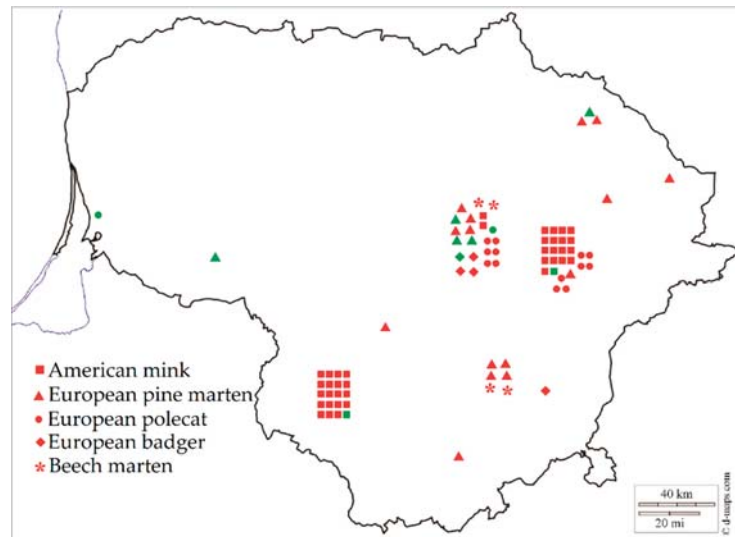 American mink
European pine marten
European polecat
European badger
Beech marten
40 km
20 mi
© d-maps.com